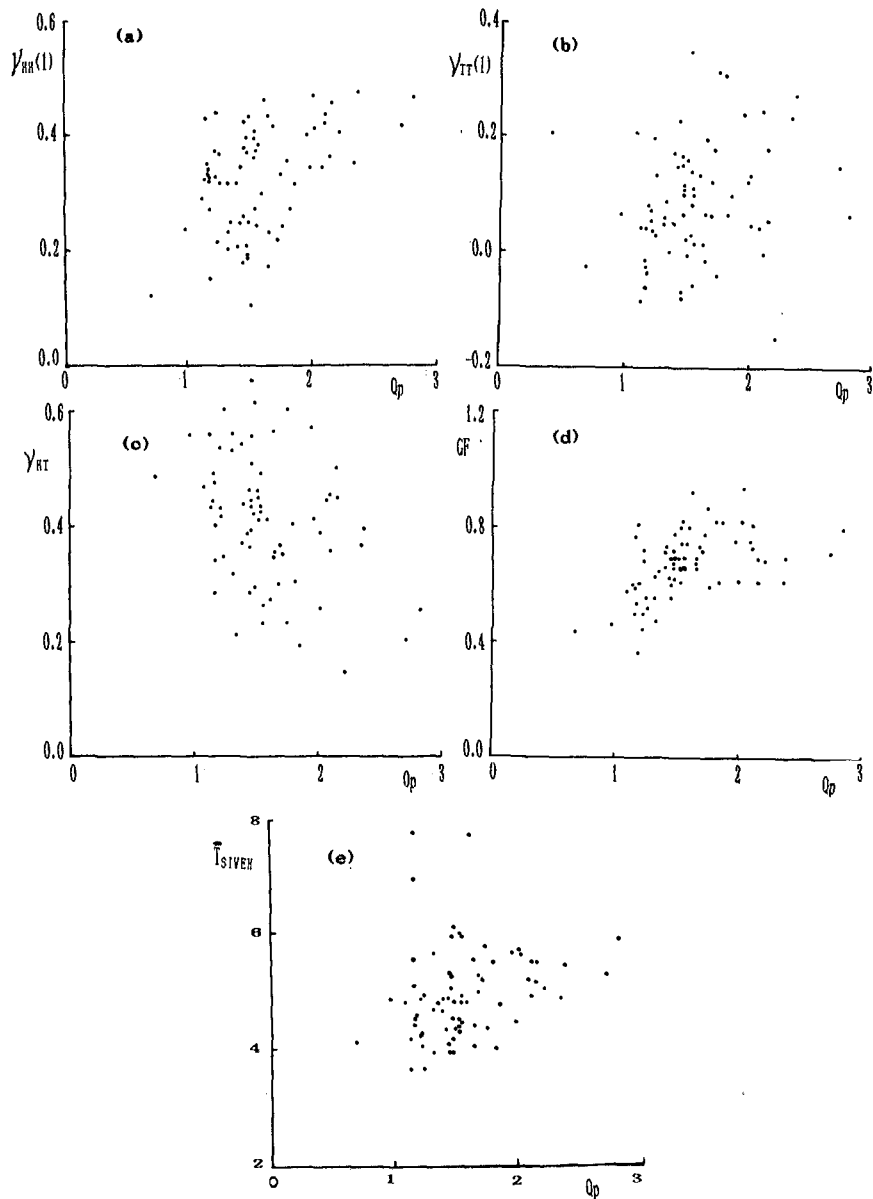 0.6 (a) 0.4 (b)
γHH(1) γTT(1)
0.4 0.2
0.2 0.0
0.0 -0.2
0 1 2 Qp 3 0 1 2 Qp 3
0.6 (c) 1.2 (d)
γHT GF
0.4 0.8
0.2 0.4
0.0 0.0
0 1 2 Qp 3 0 1 2 Qp 3
8
T̄SIVEH (e)
6
4
2
0 1 2 Qp 3